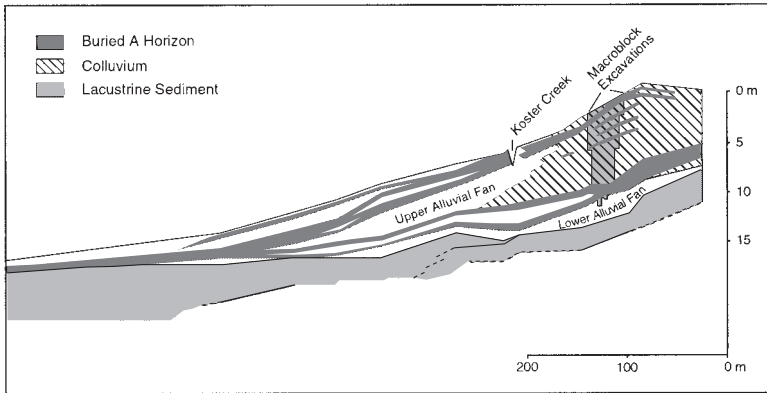 Buried A Horizon
Colluvium
Lacustrine Sediment
Macroblock
Excavations
Koster Creek
Upper Alluvial Fan
Lower Alluvial Fan
0 m
5
10
15
200
100
0 m